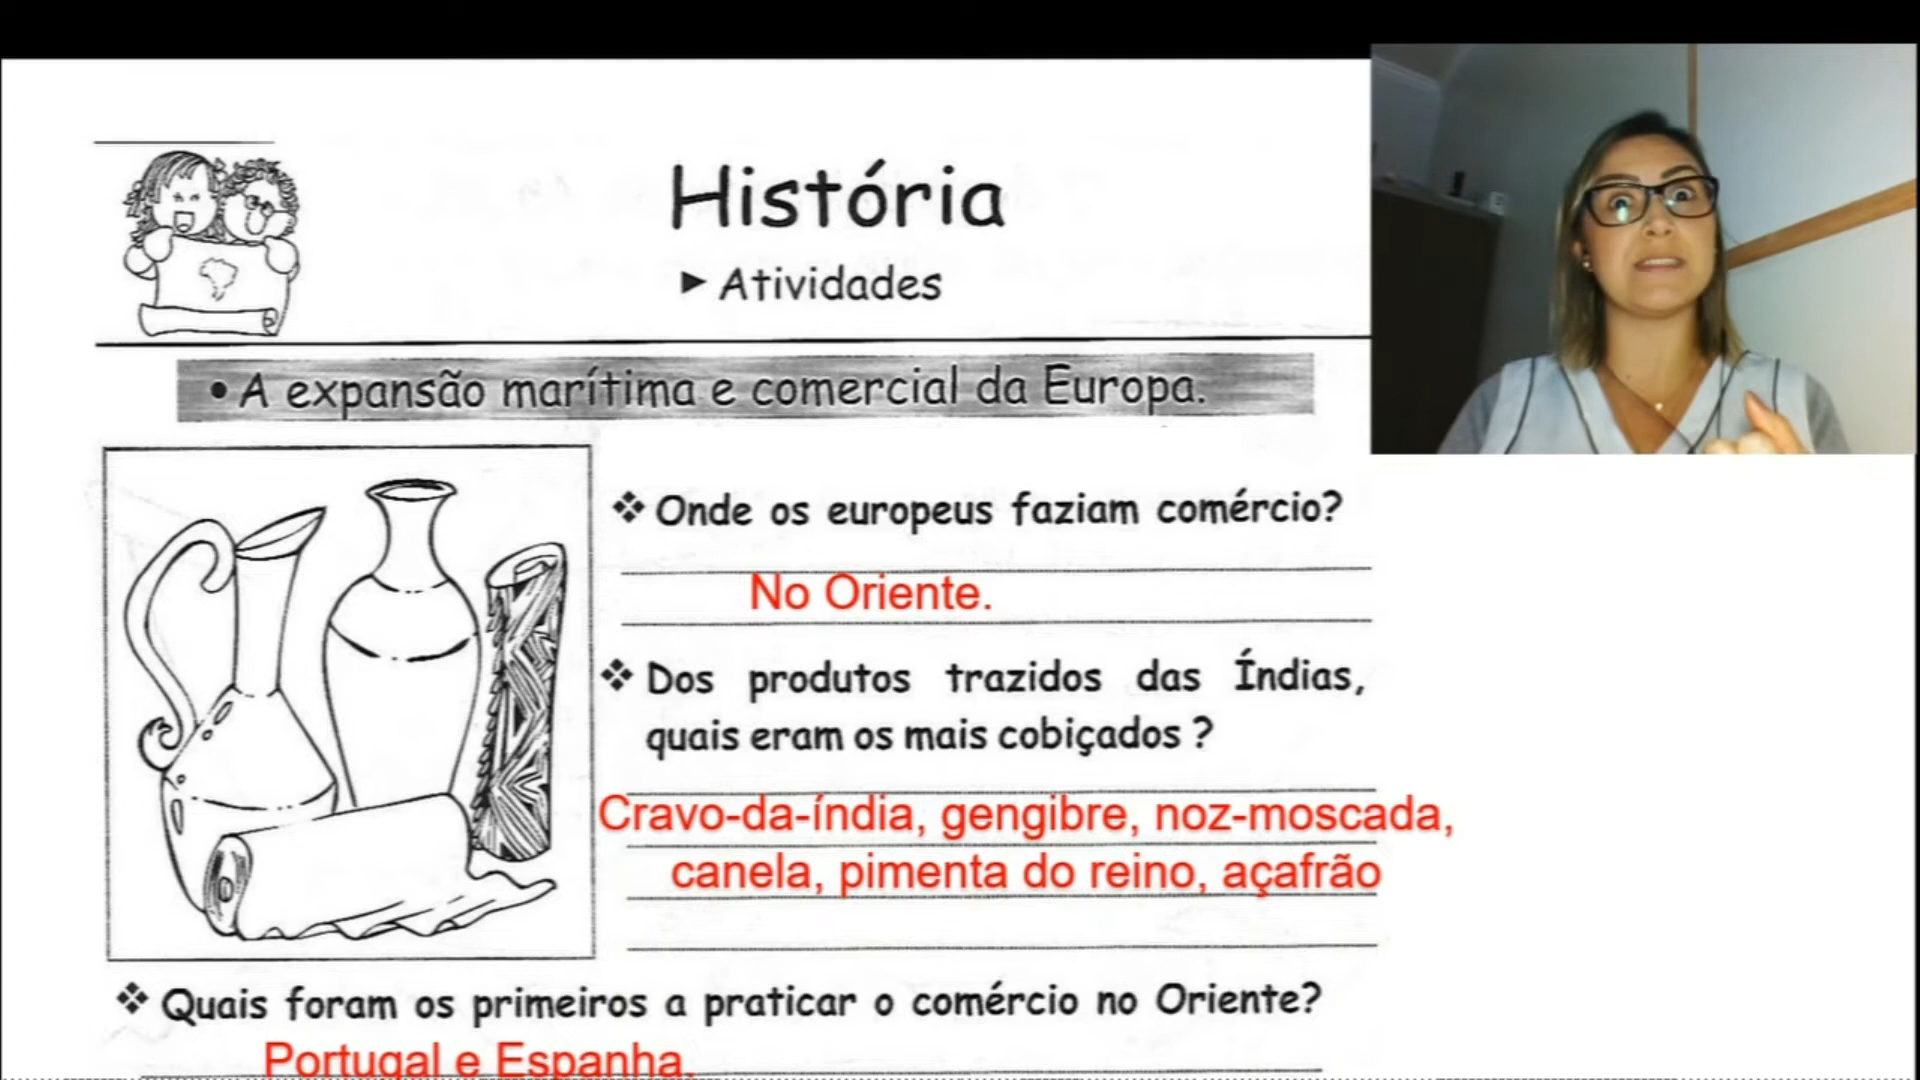 História
► Atividades
• A expansão marítima e comercial da Europa.
❖ Onde os europeus faziam comércio?
No Oriente.
❖ Dos produtos trazidos das Índias,
quais eram os mais cobiçados ?
Cravo-da-índia, gengibre, noz-moscada,
canela, pimenta do reino, açafrão
❖ Quais foram os primeiros a praticar o comércio no Oriente?
Portugal e Espanha.